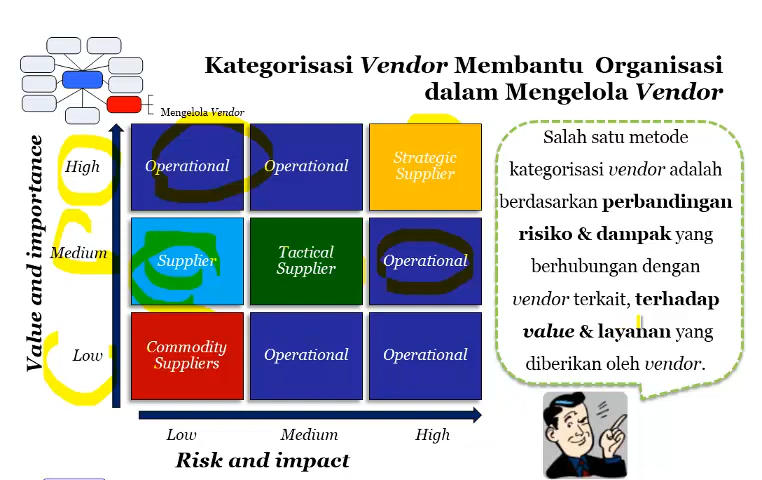 Kategorisasi Vendor Membantu Organisasi
dalam Mengelola Vendor
Mengelola Vendor
Value and importance
High
Operational
Operational
Strategic
Supplier
Medium
Supplier
Tactical
Supplier
Operational
Low
Commodity
Suppliers
Operational
Operational
Low
Medium
High
Risk and impact
Salah satu metode
kategorisasi vendor adalah
berdasarkan perbandingan
risiko & dampak yang
berhubungan dengan
vendor terkait, terhadap
value & layanan yang
diberikan oleh vendor.